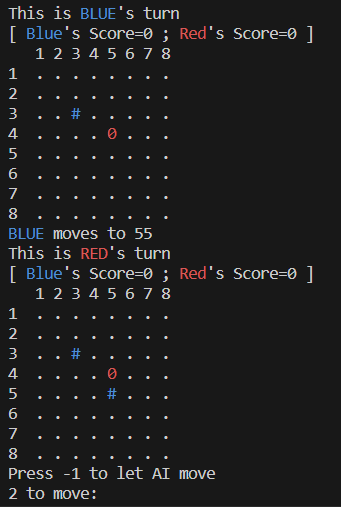 This is BLUE's turn
[ Blue's Score=0 ; Red's Score=0 ]
  1 2 3 4 5 6 7 8
1 . . . . . . . .
2 . . . . . . . .
3 . . # . . . . .
4 . . . . 0 . . .
5 . . . . . . . .
6 . . . . . . . .
7 . . . . . . . .
8 . . . . . . . .
BLUE moves to 55
This is RED's turn
[ Blue's Score=0 ; Red's Score=0 ]
  1 2 3 4 5 6 7 8
1 . . . . . . . .
2 . . . . . . . .
3 . . # . . . . .
4 . . . . 0 . . .
5 . . . . # . . .
6 . . . . . . . .
7 . . . . . . . .
8 . . . . . . . .
Press -1 to let AI move
2 to move: